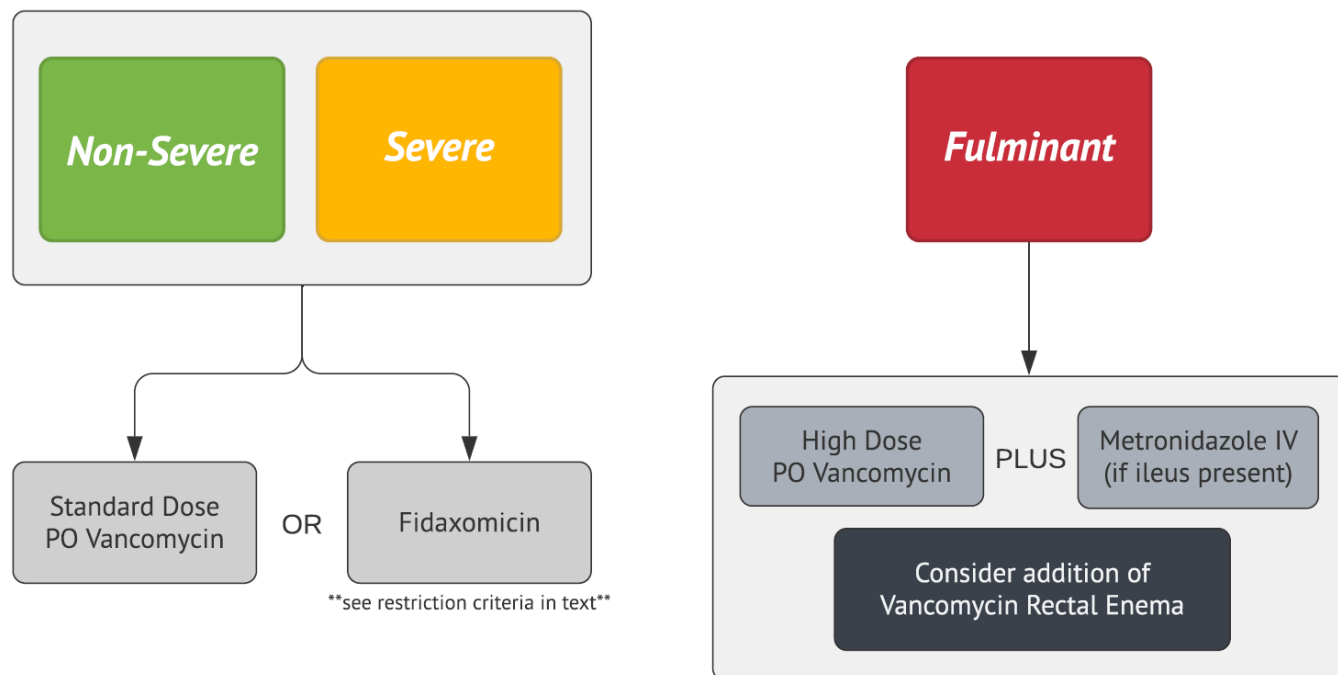 Non-Severe
Severe
Fulminant
Standard Dose
PO Vancomycin
OR
Fidaxomicin
**see restriction criteria in text**
High Dose
PO Vancomycin
PLUS
Metronidazole IV
(if ileus present)
Consider addition of
Vancomycin Rectal Enema